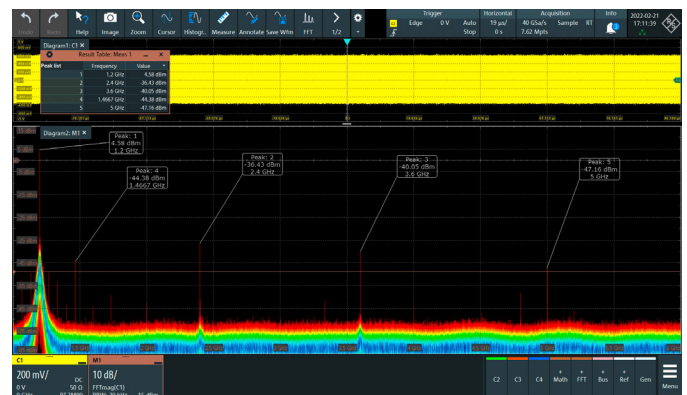 Undo Redo Help Image Zoom Cursor Histogr.. Measure Annotate Save Wfm FFT 1/2
Trigger Horizontal Acquisition Info
Edge 0 V Auto 19 µs/ 40 GSa/s Sample RT
Stop 0 s 7.62 Mpts
2022-02-21
17:11:39
Diagram1: C1 ×
Result Table: Meas 1
Peak list Frequency Value
1 1.2 GHz 4.58 dBm
2 2.4 GHz -36.43 dBm
3 3.6 GHz -40.05 dBm
4 1.4667 GHz -44.38 dBm
5 5 GHz -47.16 dBm
Diagram2: M1 ×
Peak: 1
4.58 dBm
1.2 GHz
Peak: 4
-44.38 dBm
1.4667 GHz
Peak: 2
-36.43 dBm
2.4 GHz
Peak: 3
-40.05 dBm
3.6 GHz
Peak: 5
-47.16 dBm
5 GHz
C1 M1
200 mV/ DC 10 dB/
0 V 50 Ω FFTmag(C1)
C2 C3 C4 Math FFT Bus Ref Gen Menu